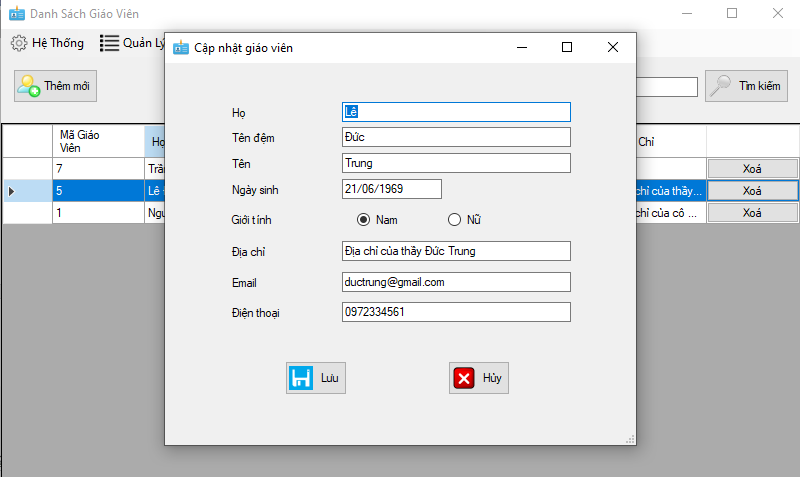 Danh Sách Giáo Viên
Hệ Thống
Quản Lý
Cập nhật giáo viên
Thêm mới
Tìm kiếm
Họ
Lê
Tên đệm
Đức
Tên
Trung
Ngày sinh
21/06/1969
Giới tính
Nam
Nữ
Địa chỉ
Địa chỉ của thầy Đức Trung
Email
ductrung@gmail.com
Điện thoại
0972334561
Lưu
Hủy
Mã Giáo
Viên
Chỉ
7
Xoá
5
Lê
chỉ của thầy...
Xoá
1
chỉ của cô ...
Xoá